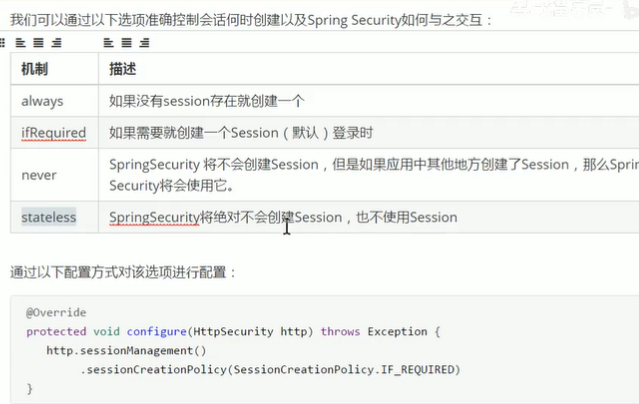 我们可以通过以下选项准确控制会话何时创建以及Spring Security如何与之交互：
机制 描述
always 如果没有session存在就创建一个
ifRequired 如果需要就创建一个Session（默认）登录时
never SpringSecurity 将不会创建Session，但是如果应用中其他地方创建了Session，那么Sprin
Security将会使用它。
stateless SpringSecurity将绝对不会创建Session，也不使用Session
通过以下配置方式对该选项进行配置：
@Override
protected void configure(HttpSecurity http) throws Exception {
http.sessionManagement()
.sessionCreationPolicy(SessionCreationPolicy.IF_REQUIRED)
}